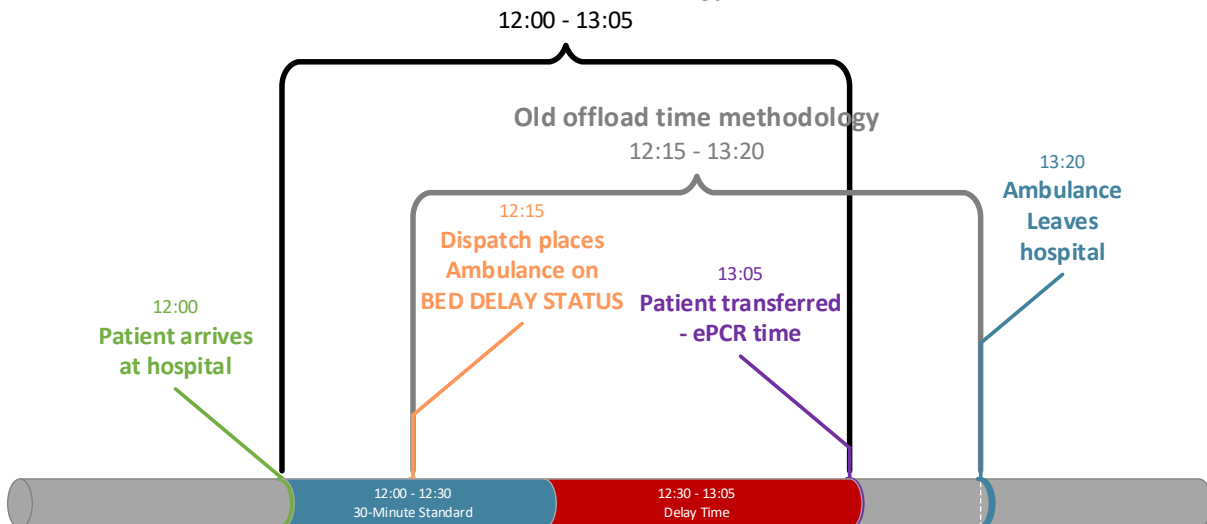 12:00 - 13:05
Old offload time methodology
12:15 - 13:20
13:20
Ambulance
Leaves
hospital
12:15
Dispatch places
Ambulance on
BED DELAY STATUS
13:05
Patient transferred
- ePCR time
12:00
Patient arrives
at hospital
12:00 - 12:30
30-Minute Standard
12:30 - 13:05
Delay Time